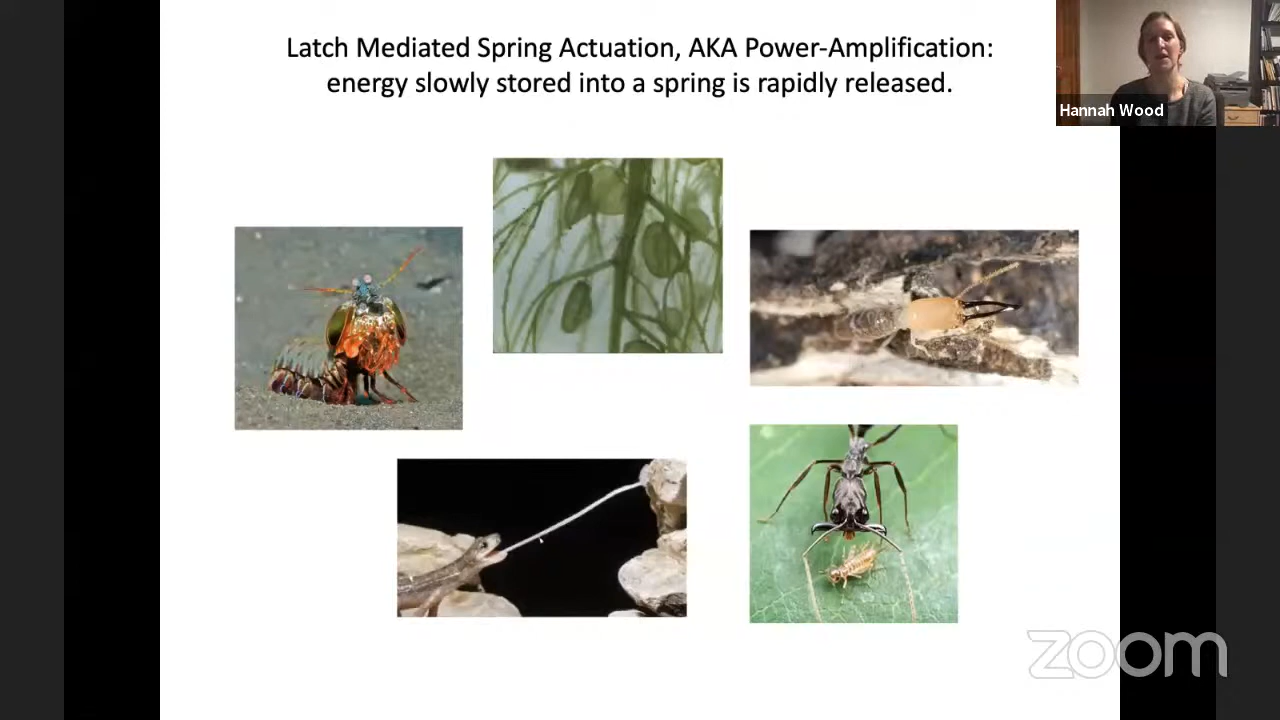 Latch Mediated Spring Actuation, AKA Power-Amplification:
energy slowly stored into a spring is rapidly released.
Hannah Wood
zoom